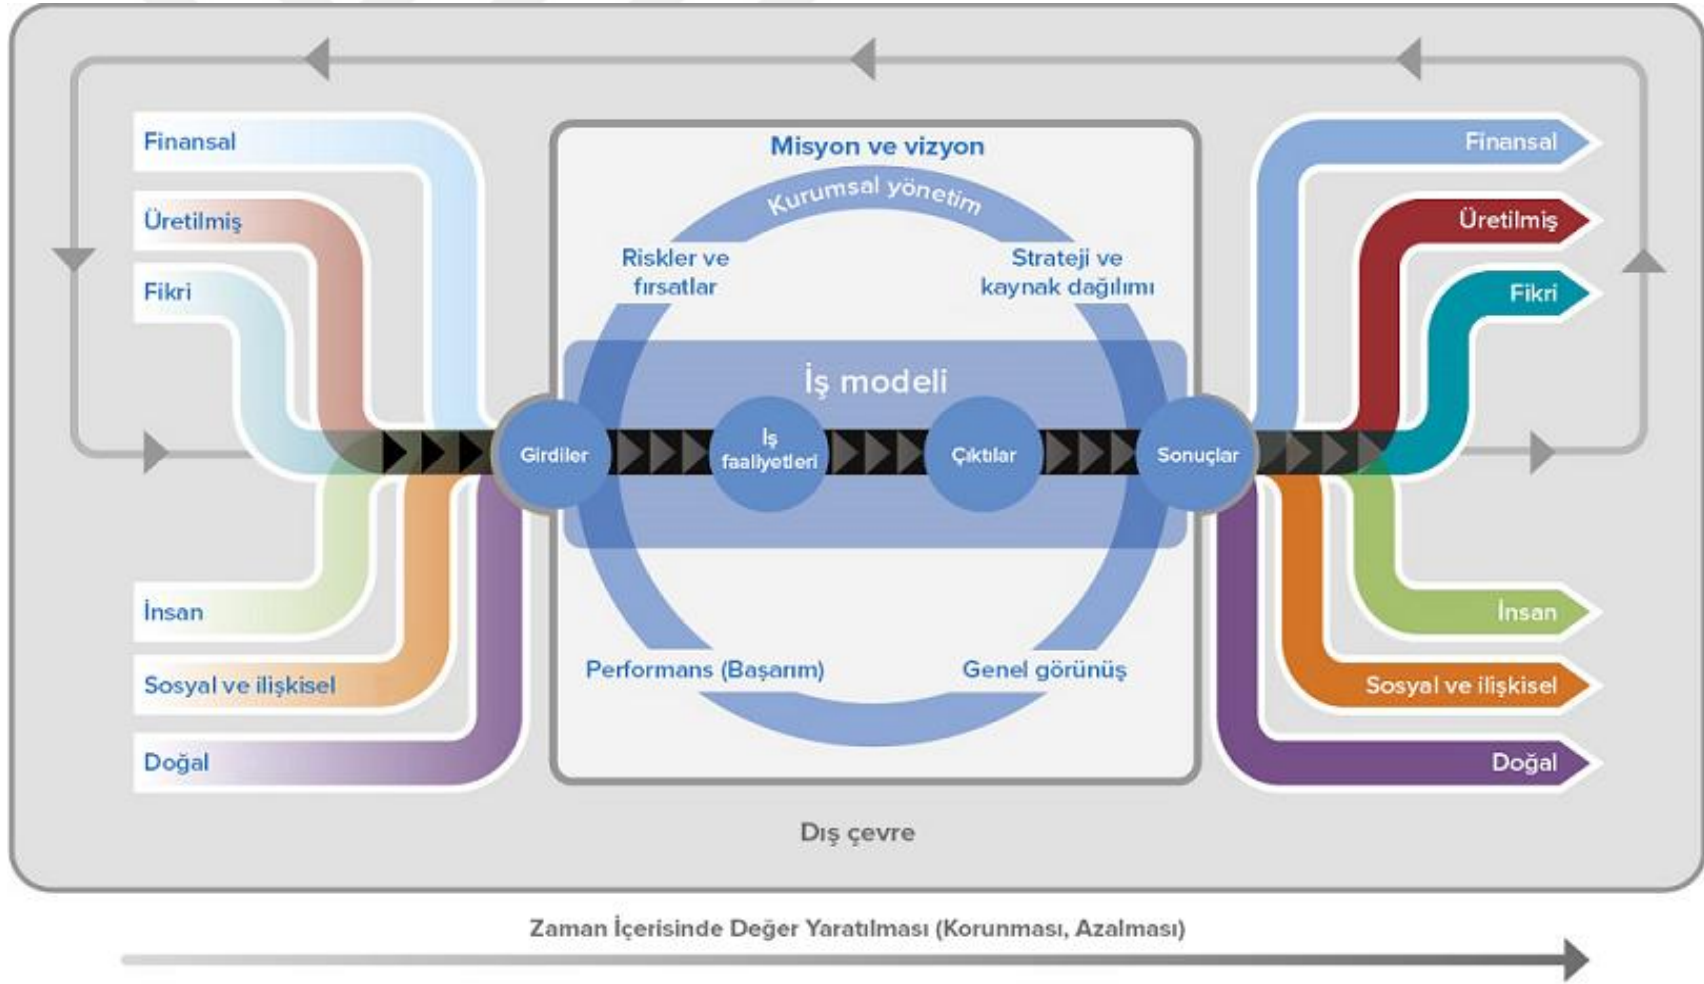 Finansal
Üretilmiş
Fikri
İnsan
Sosyal ve ilişkisel
Doğal
Misyon ve vizyon
Kurumsal yönetim
Riskler ve
fırsatlar
Strateji ve
kaynak dağılımı
İş modeli
Girdiler
İş
faaliyetleri
Çıktılar
Sonuçlar
Performans (Başarım)
Genel görünüş
Finansal
Üretilmiş
Fikri
İnsan
Sosyal ve ilişkisel
Doğal
Dış çevre
Zaman İçerisinde Değer Yaratılması (Korunması, Azalması)